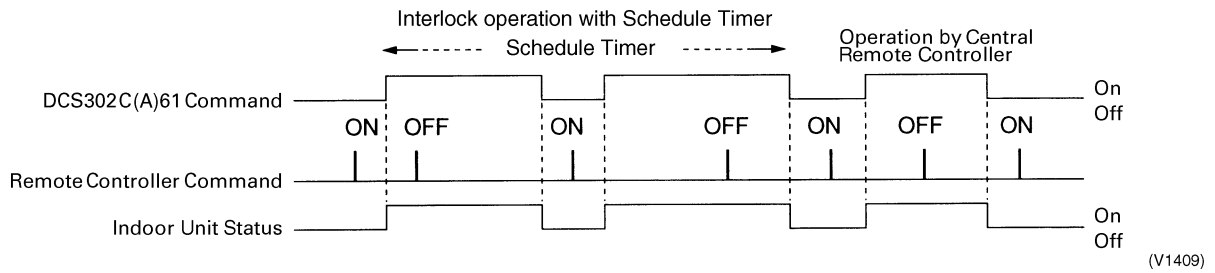 Interlock operation with Schedule Timer
Schedule Timer
Operation by Central
Remote Controller
DCS302C(A)61 Command
On
Off
ON OFF ON OFF ON OFF ON
Remote Controller Command
Indoor Unit Status
On
Off
(V1409)